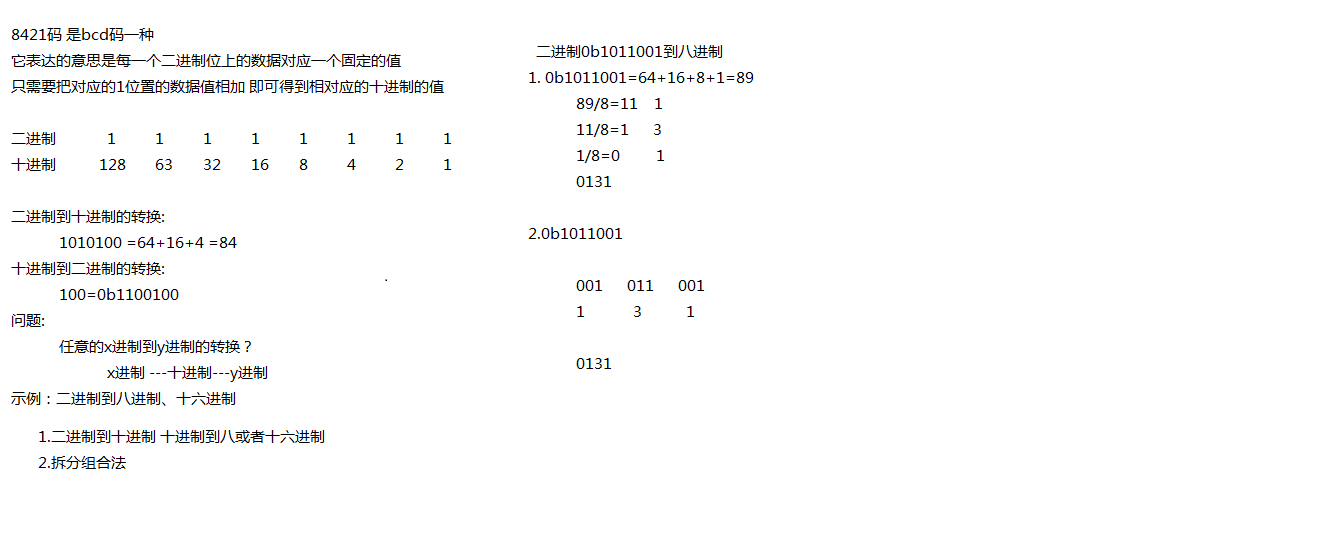 8421码 是bcd码一种
它表达的意思是每一个二进制位上的数据对应一个固定的值
只需要把对应的1位置的数据值相加 即可得到相对应的十进制的值
二进制 1 1 1 1 1 1 1 1
十进制 128 63 32 16 8 4 2 1
二进制到十进制的转换:
1010100 =64+16+4 =84
十进制到二进制的转换:
100=0b1100100
问题:
任意的x进制到y进制的转换？
x进制 ---十进制---y进制
示例：二进制到八进制、十六进制
1.二进制到十进制 十进制到八或者十六进制
2.拆分组合法
二进制0b1011001到八进制
1. 0b1011001=64+16+8+1=89
89/8=11 1
11/8=1 3
1/8=0 1
0131
2.0b1011001
001 011 001
1 3 1
0131